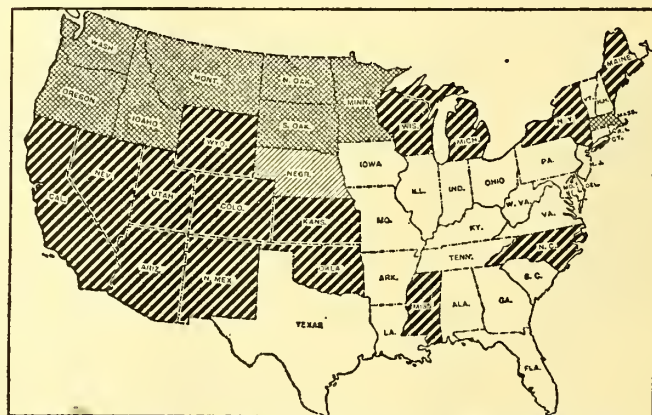 WASH.
OREGON.
IDAHO
MONT.
N. DAK.
S. DAK.
MINN.
WYO.
NEBR.
NEV.
UTAH
COLO.
KANS.
CAL.
ARIZ.
N. MEX.
OKLA.
TEXAS
IOWA
MO.
ARK.
LA.
WIS.
MICH.
ILL.
IND.
OHIO
KY.
TENN.
MISS.
ALA.
GA.
FLA.
S. C.
N. C.
VA.
W. VA.
PA.
N. Y.
VT.
N.H.
MAINE
MASS.
R. I.
CT.
N.J.
DEL.